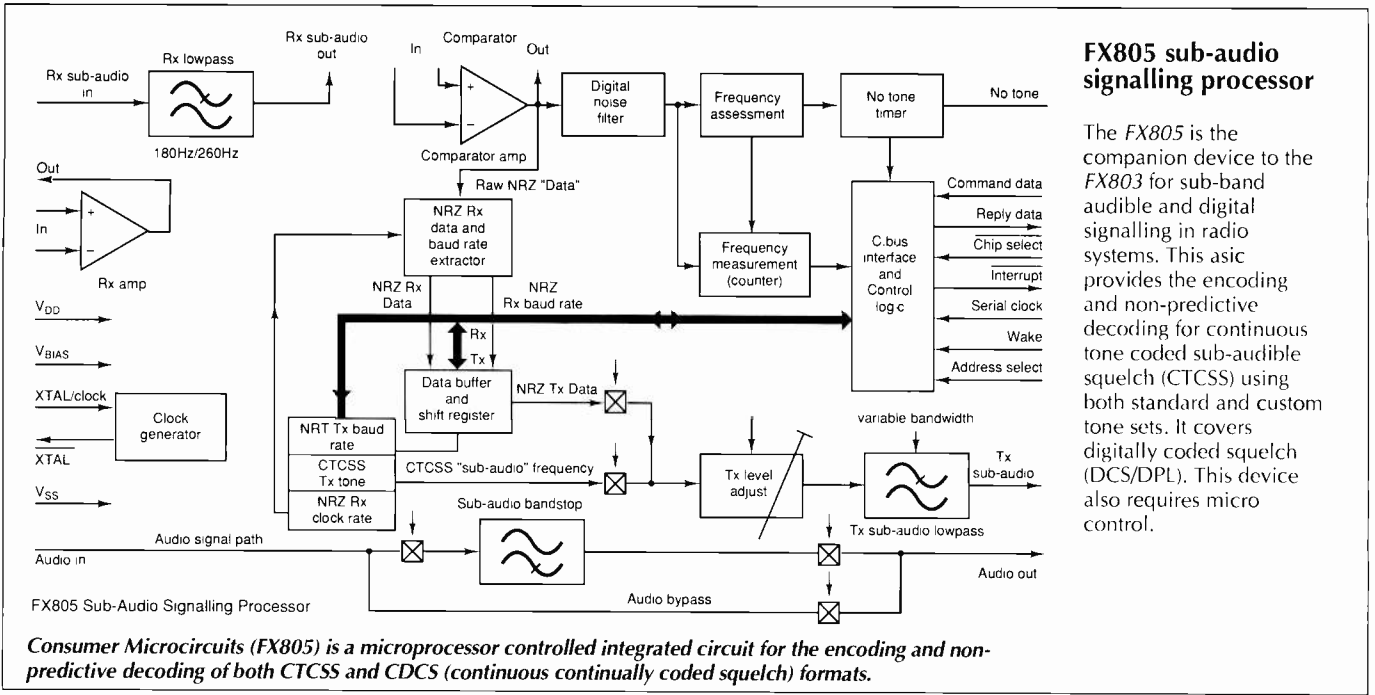 Rx sub-audio
in
Rx lowpass
180Hz/260Hz
Rx sub-audio
out
In
Comparator
Out
+
−
Comparator amp
Digital
noise
filter
Frequency
assessment
No tone
timer
No tone
Out
+
In
−
Rx amp
Raw NRZ "Data"
NRZ Rx
data and
baud rate
extractor
Frequency
measurement
(counter)
C.bus
interface
and
Control
logic
Command data
Reply data
Chip select
Interrupt
Serial clock
Wake
Address select
NRZ Rx
Data
NRZ
Rx baud rate
VDD
VBIAS
XTAL/clock
XTAL
Clock
generator
VSS
Rx
Tx
Data buffer
and
shift register
NRZ Tx Data
NRT Tx baud
rate
CTCSS
Tx tone
NRZ Rx
clock rate
CTCSS "sub-audio" frequency
Tx level
adjust
variable bandwidth
Tx
sub-audio
Tx sub-audio lowpass
Sub-audio bandstop
Audio signal path
Audio in
Audio bypass
Audio out
FX805 Sub-Audio Signalling Processor
FX805 sub-audio
signalling processor
The FX805 is the
companion device to the
FX803 for sub-band
audible and digital
signalling in radio
systems. This asic
provides the encoding
and non-predictive
decoding for continuous
tone coded sub-audible
squelch (CTCSS) using
both standard and custom
tone sets. It covers
digitally coded squelch
(DCS/DPL). This device
also requires micro
control.
Consumer Microcircuits (FX805) is a microprocessor controlled integrated circuit for the encoding and non-
predictive decoding of both CTCSS and CDCS (continuous continually coded squelch) formats.